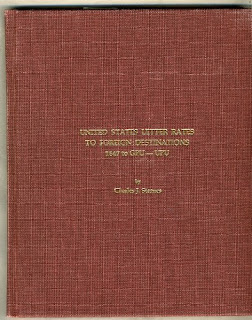 UNITED STATES LETTER RATES
TO FOREIGN DESTINATIONS
1847 to GPU—UPU
by
Charles J. Starnes